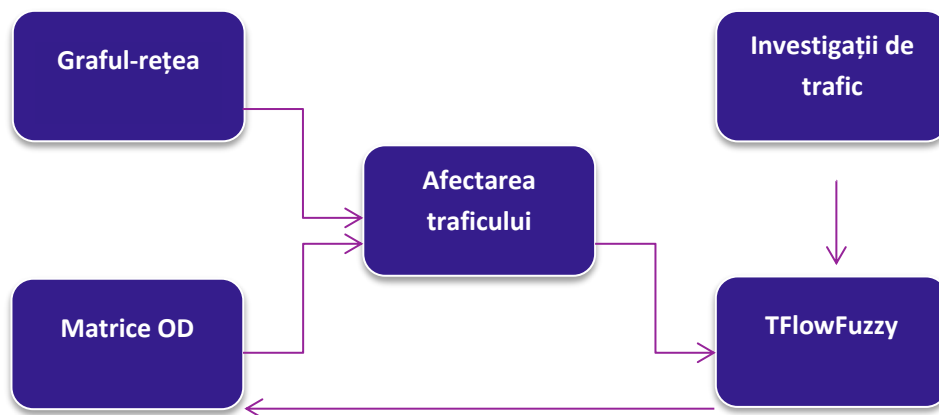 Graful-rețea
Investigații de
trafic
Afectarea
traficului
Matrice OD
TFlowFuzzy